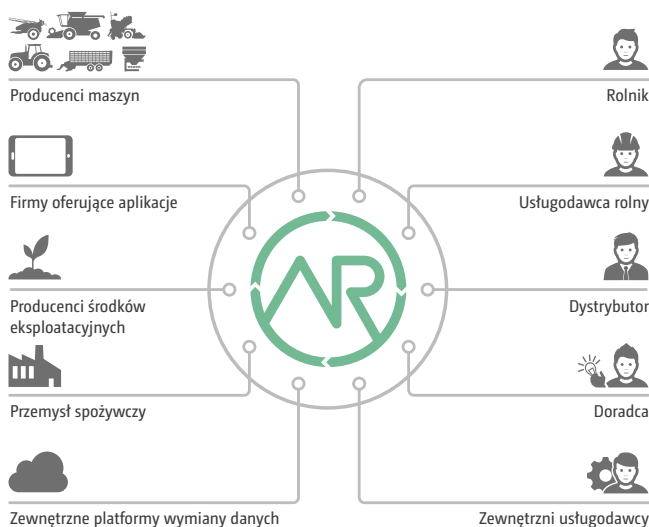 Producenci maszyn
Rolnik
Firmy oferujące aplikacje
Usługodawca rolny
AR
Producenci środków
eksploatacyjnych
Dystrybutor
Przemysł spożywczy
Doradca
Zewnętrzne platformy wymiany danych
Zewnętrzni usługodawcy